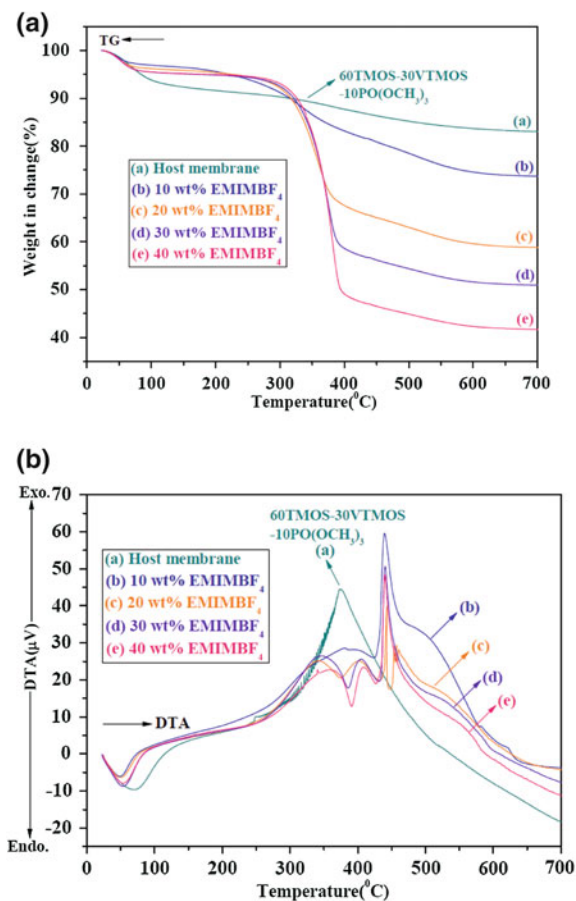 (a)
TG
100
90
80
70
60
50
40
60TMOS-30VTMOS
-10PO(OCH3)3
(a) Host membrane
(b) 10 wt% EMIMBF4
(c) 20 wt% EMIMBF4
(d) 30 wt% EMIMBF4
(e) 40 wt% EMIMBF4
(a)
(b)
(c)
(d)
(e)
Weight in change(%)
0 100 200 300 400 500 600 700
Temperature(0C)
(b)
Exo.
70
60
50
40
30
20
10
0
-10
-20
Endo.
DTA(μV)
60TMOS-30VTMOS
-10PO(OCH3)3
(a)
(a) Host membrane
(b) 10 wt% EMIMBF4
(c) 20 wt% EMIMBF4
(d) 30 wt% EMIMBF4
(e) 40 wt% EMIMBF4
(b)
(c)
(d)
(e)
DTA
0 100 200 300 400 500 600 700
Temperature(0C)